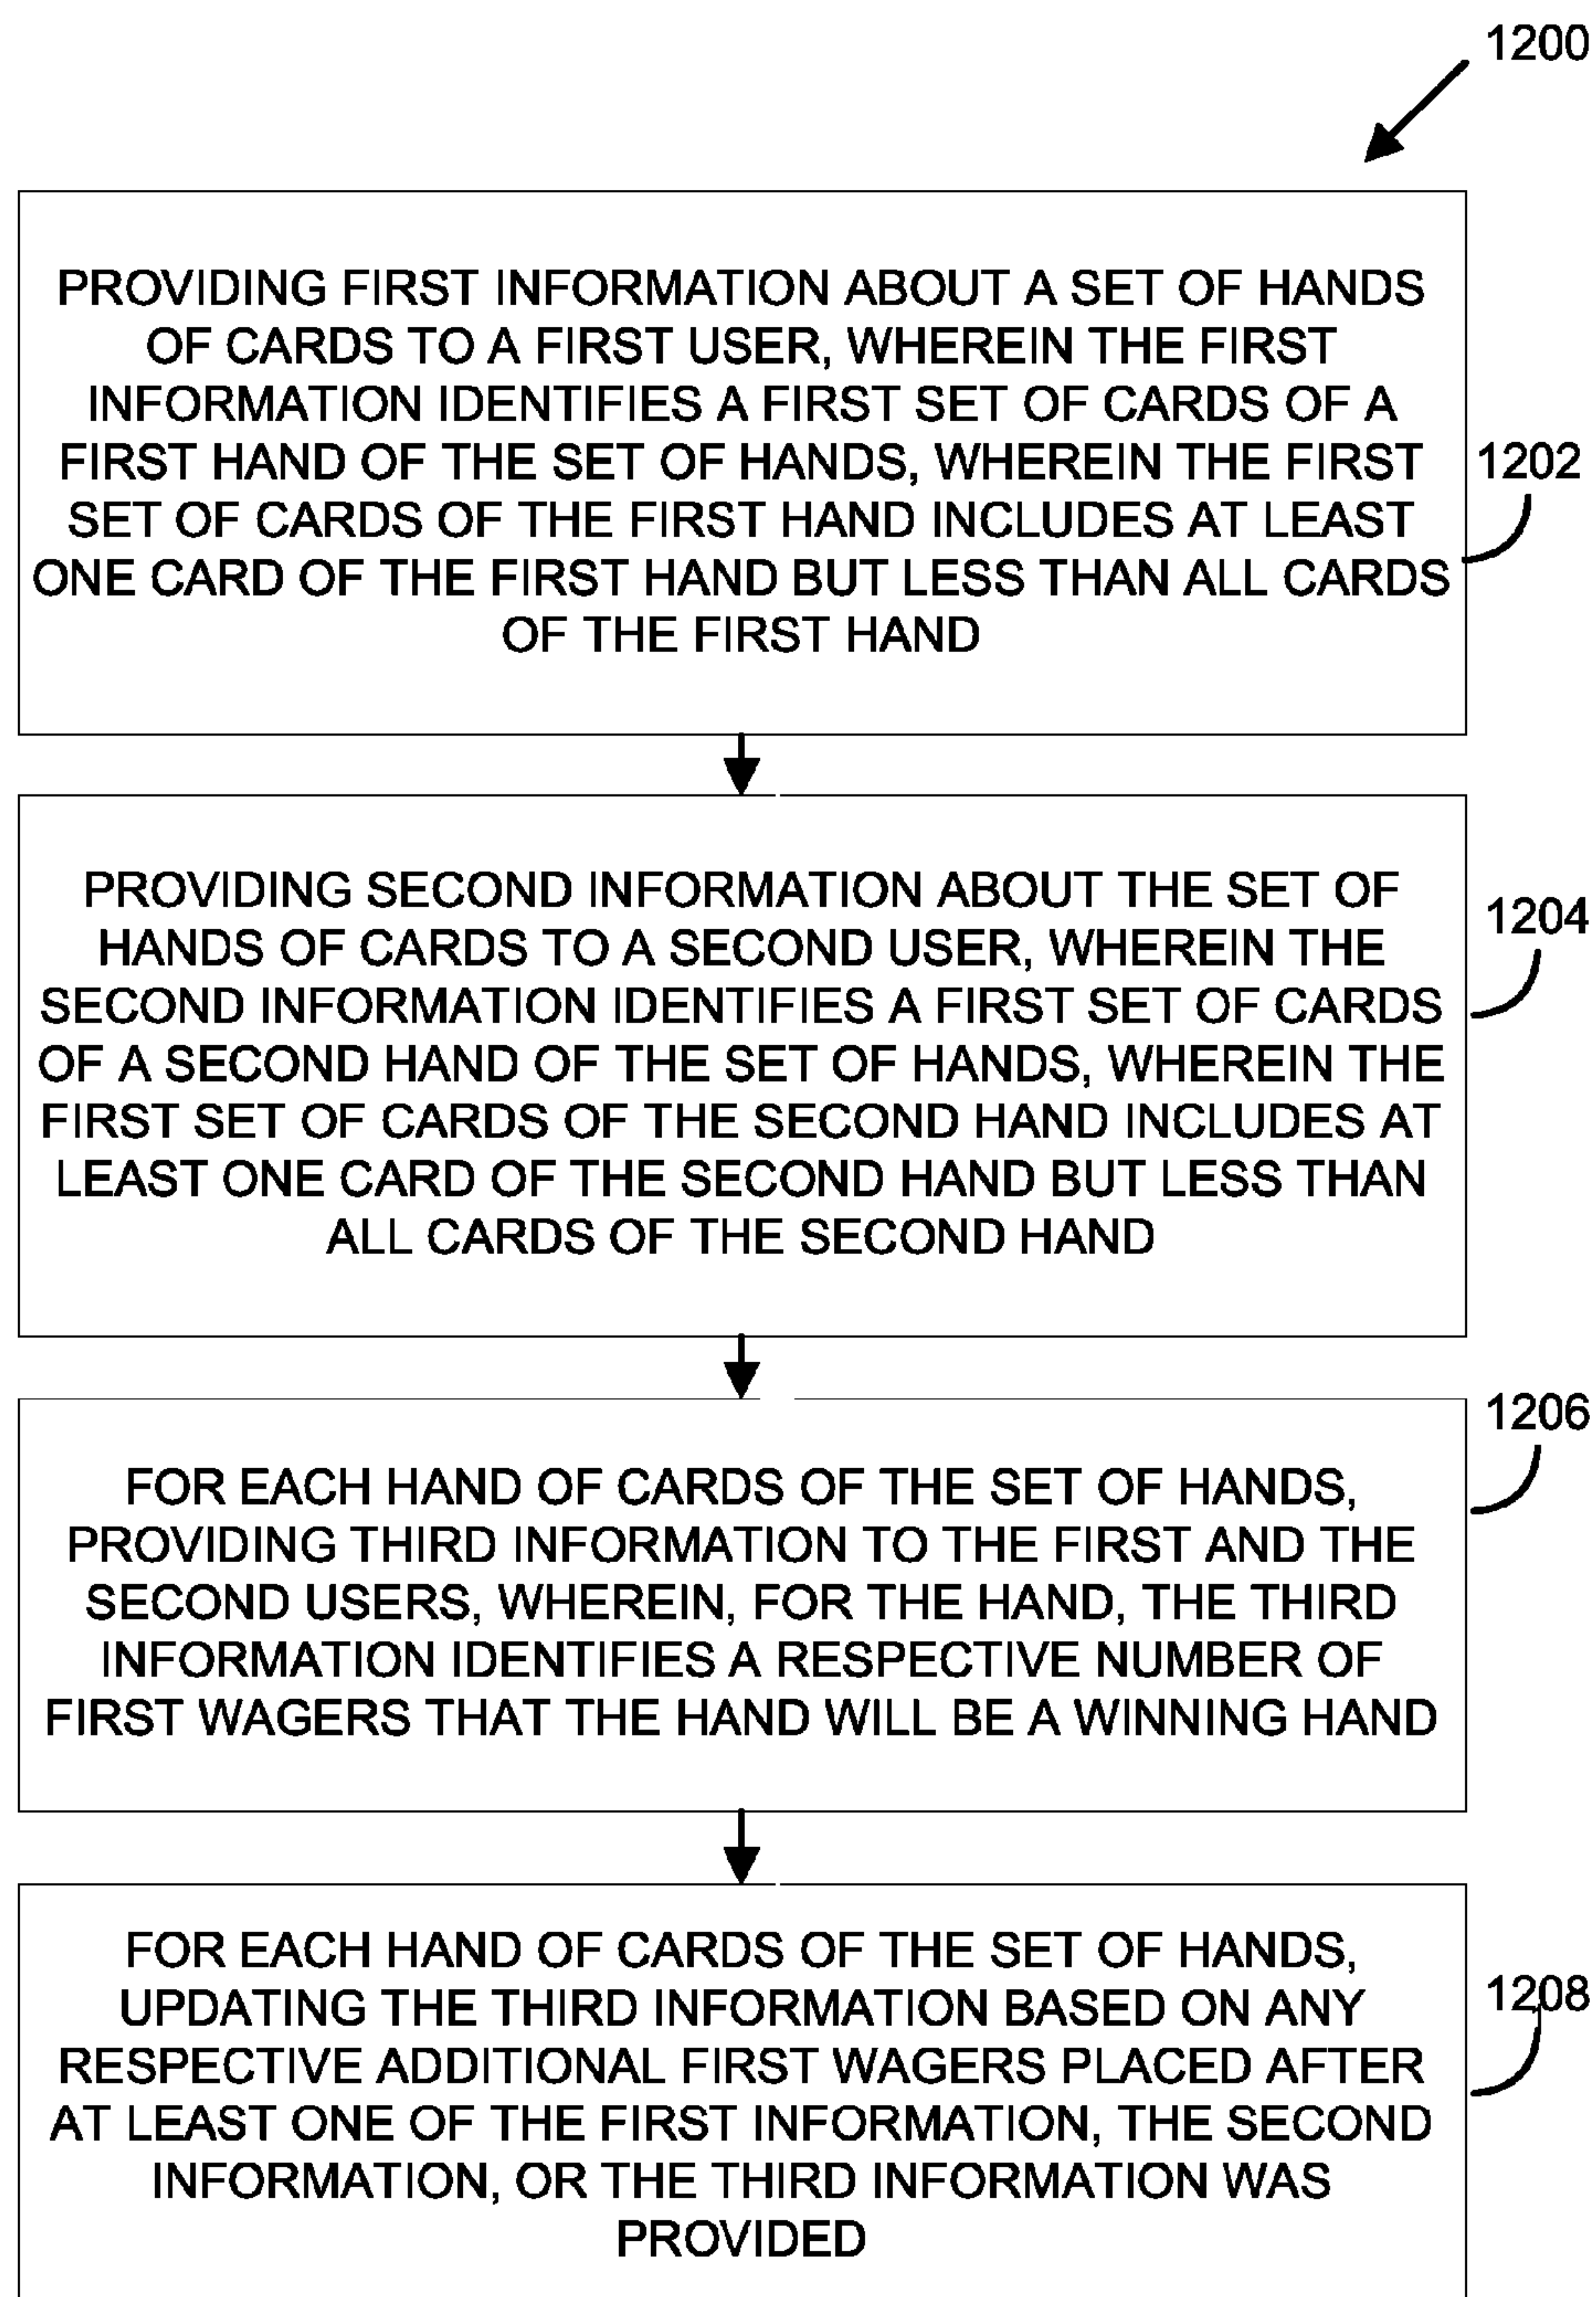 1200
PROVIDING FIRST INFORMATION ABOUT A SET OF HANDS
OF CARDS TO A FIRST USER, WHEREIN THE FIRST
INFORMATION IDENTIFIES A FIRST SET OF CARDS OF A
FIRST HAND OF THE SET OF HANDS, WHEREIN THE FIRST
SET OF CARDS OF THE FIRST HAND INCLUDES AT LEAST
ONE CARD OF THE FIRST HAND BUT LESS THAN ALL CARDS
OF THE FIRST HAND
1202
PROVIDING SECOND INFORMATION ABOUT THE SET OF
HANDS OF CARDS TO A SECOND USER, WHEREIN THE
SECOND INFORMATION IDENTIFIES A FIRST SET OF CARDS
OF A SECOND HAND OF THE SET OF HANDS, WHEREIN THE
FIRST SET OF CARDS OF THE SECOND HAND INCLUDES AT
LEAST ONE CARD OF THE SECOND HAND BUT LESS THAN
ALL CARDS OF THE SECOND HAND
1204
FOR EACH HAND OF CARDS OF THE SET OF HANDS,
PROVIDING THIRD INFORMATION TO THE FIRST AND THE
SECOND USERS, WHEREIN, FOR THE HAND, THE THIRD
INFORMATION IDENTIFIES A RESPECTIVE NUMBER OF
FIRST WAGERS THAT THE HAND WILL BE A WINNING HAND
1206
FOR EACH HAND OF CARDS OF THE SET OF HANDS,
UPDATING THE THIRD INFORMATION BASED ON ANY
RESPECTIVE ADDITIONAL FIRST WAGERS PLACED AFTER
AT LEAST ONE OF THE FIRST INFORMATION, THE SECOND
INFORMATION, OR THE THIRD INFORMATION WAS
PROVIDED
1208